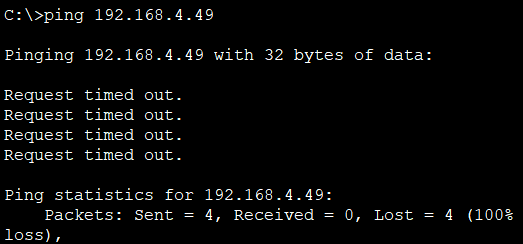 C:\>ping 192.168.4.49
Pinging 192.168.4.49 with 32 bytes of data:
Request timed out.
Request timed out.
Request timed out.
Request timed out.
Ping statistics for 192.168.4.49:
    Packets: Sent = 4, Received = 0, Lost = 4 (100%
loss),